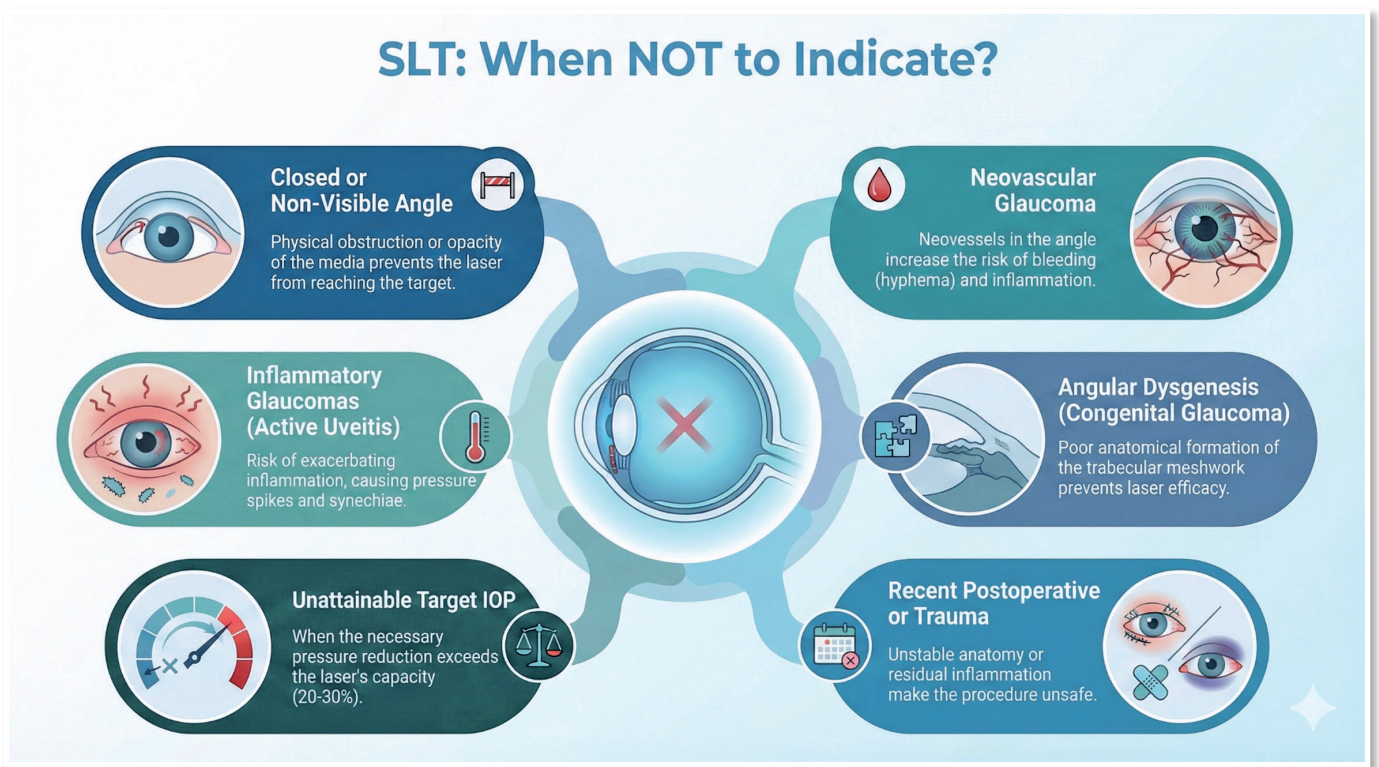 SLT: When NOT to Indicate?
Closed or
Non-Visible Angle
Physical obstruction or opacity
of the media prevents the laser
from reaching the target.
Neovascular
Glaucoma
Neovessels in the angle
increase the risk of bleeding
(hyphema) and inflammation.
Inflammatory
Glaucomas
(Active Uveitis)
Risk of exacerbating
inflammation, causing pressure
spikes and synechiae.
Angular Dysgenesis
(Congenital Glaucoma)
Poor anatomical formation of
the trabecular meshwork
prevents laser efficacy.
Unattainable Target IOP
When the necessary
pressure reduction exceeds
the laser's capacity
(20-30%).
Recent Postoperative
or Trauma
Unstable anatomy or
residual inflammation
make the procedure unsafe.